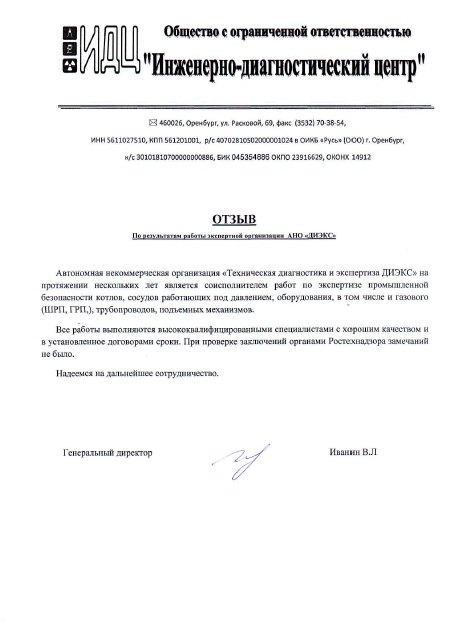 ИДЦ
Общество с ограниченной ответственностью
"Инженерно-диагностический центр"
460026, Оренбург, ул. Расковой, 69, факс (3532) 70-38-54,
ИНН 5611027510, КПП 561201001, р/с 40702810502000001024 в ОИКБ «Русь» (ООО) г. Оренбург,
к/с 30101810700000000886, БИК 045354886 ОКПО 23916629, ОКОНХ 14912
ОТЗЫВ
По результатам работы экспертной организации АНО «ДИЭКС»
Автономная некоммерческая организация «Техническая диагностика и экспертиза ДИЭКС» на
протяжении нескольких лет является соисполнителем работ по экспертизе промышленной
безопасности котлов, сосудов работающих под давлением, оборудования, в том числе и газового
(ШРП, ГРП,), трубопроводов, подъемных механизмов.
Все работы выполняются высококвалифицированными специалистами с хорошим качеством и
в установленное договорами сроки. При проверке заключений органами Ростехнадзора замечаний
не было.
Надеемся на дальнейшее сотрудничество.
Генеральный директор Иванин В.Л